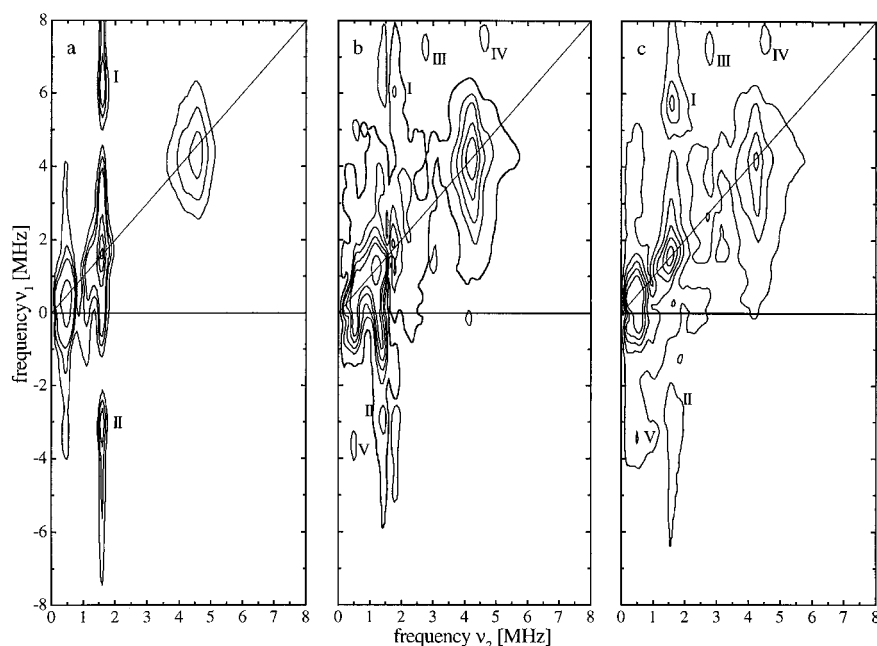 a
b
c
I
II
I
II
III
IV
V
I
II
III
IV
V
8
6
4
2
0
-2
-4
-6
-8
frequency ν₁ [MHz]
0 1 2 3 4 5 6 7 8
0 1 2 3 4 5 6 7 8
0 1 2 3 4 5 6 7 8
frequency ν₂ [MHz]